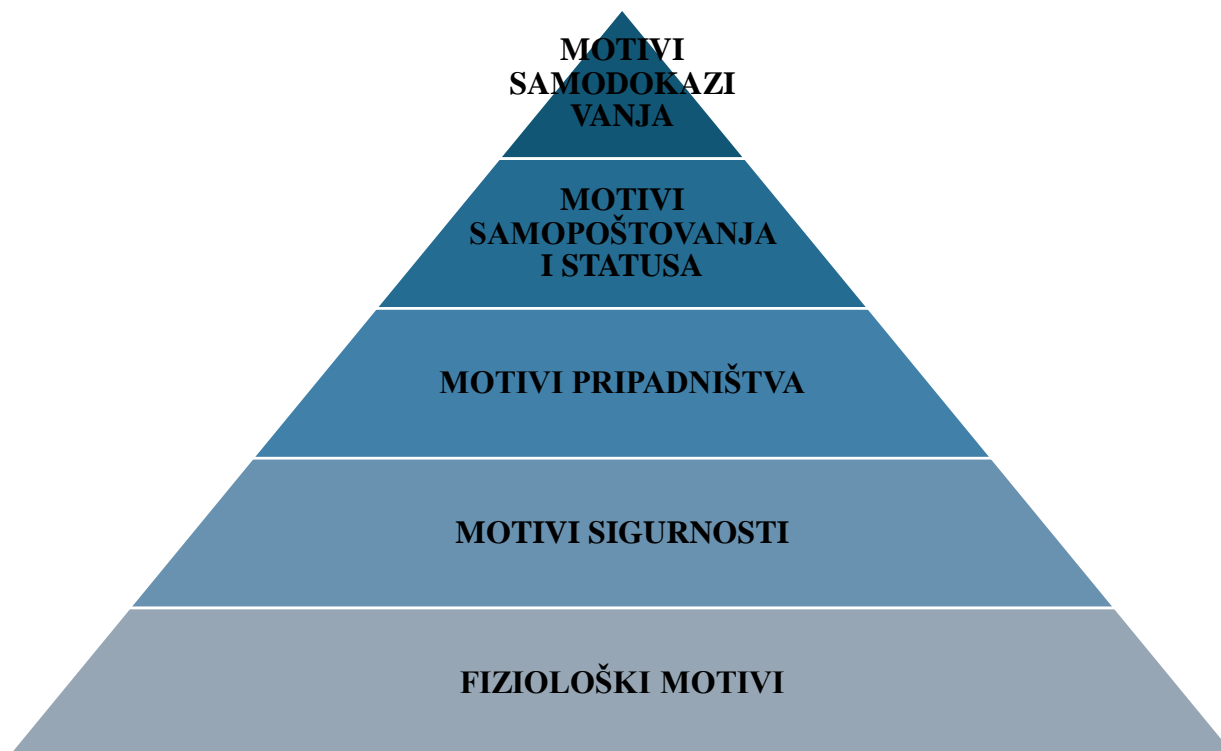 MOTIVI
SAMODOKAZI
VANJA
MOTIVI
SAMOPOŠTOVANJA
I STATUSA
MOTIVI PRIPADNIŠTVA
MOTIVI SIGURNOSTI
FIZIOLOŠKI MOTIVI